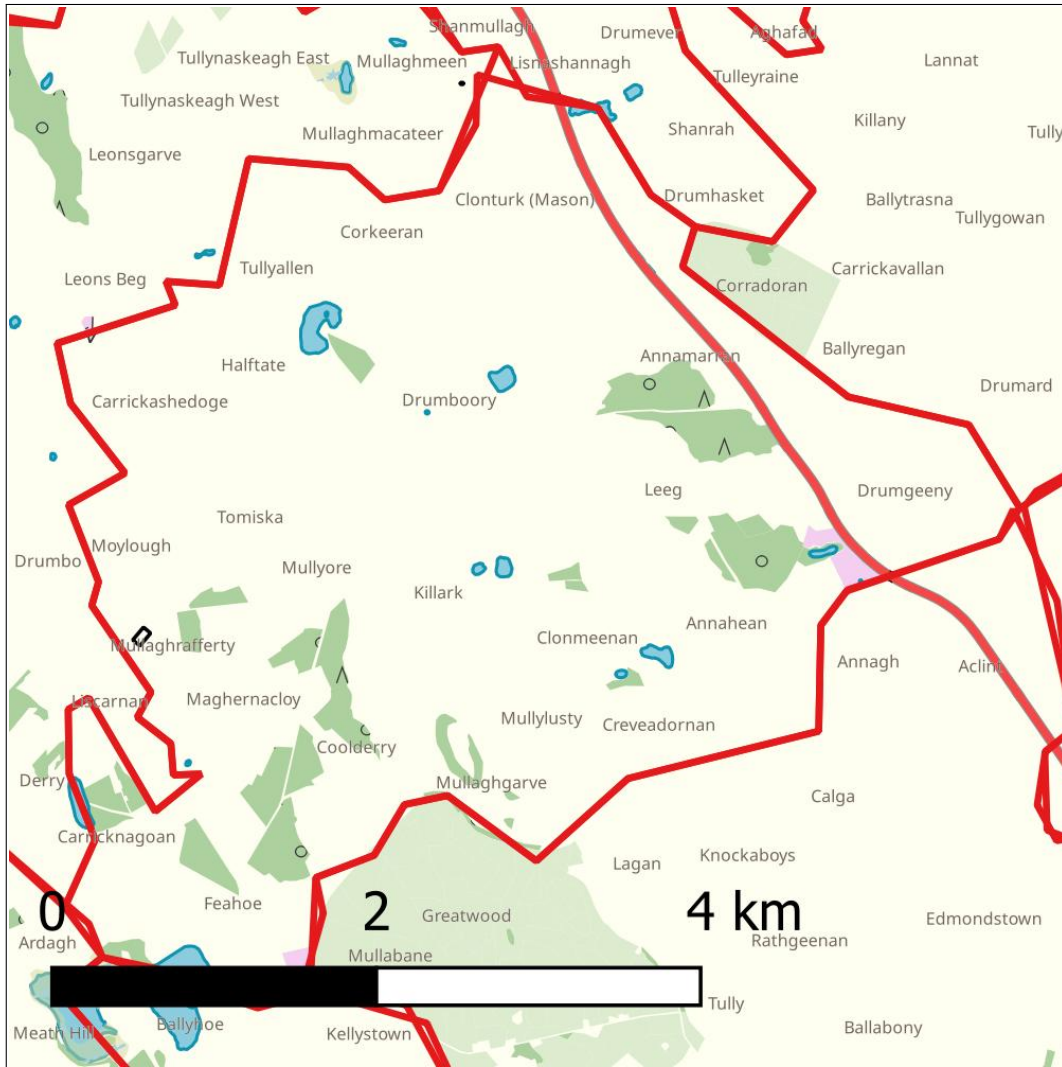 Shanmullagh
Drumever
Aghafad
Tullynaskeagh East
Mullaghmeen
Lisnashannagh
Lannat
Tulleyraine
Tullynaskeagh West
Killany
Mullaghmacateer
Shanrah
Tully
Leonsgarve
Clonturk (Mason)
Drumhasket
Ballytrasna
Tullygowan
Corkeeran
Leons Beg
Tullyallen
Carrickavallan
Corradoran
Halftate
Annamarren
Ballyregan
Drumard
Carrickashedoge
Drumboory
Leeg
Drumgeeny
Tomiska
Moylough
Drumbo
Mullyore
Killark
Mullaghrafferty
Clonmeenan
Annahean
Annagh
Aclint
Liscarnan
Maghernacloy
Mullylusty
Creveadornan
Coolderry
Derry
Mullaghgarve
Calga
Carricknagoan
Lagan
Knockaboys
Feahoe
0 2 4 km
Greatwood
Edmondstown
Ardagh
Mullabane
Rathgeenan
Tully
Meath Hill
Ballyhoe
Kellystown
Ballabony